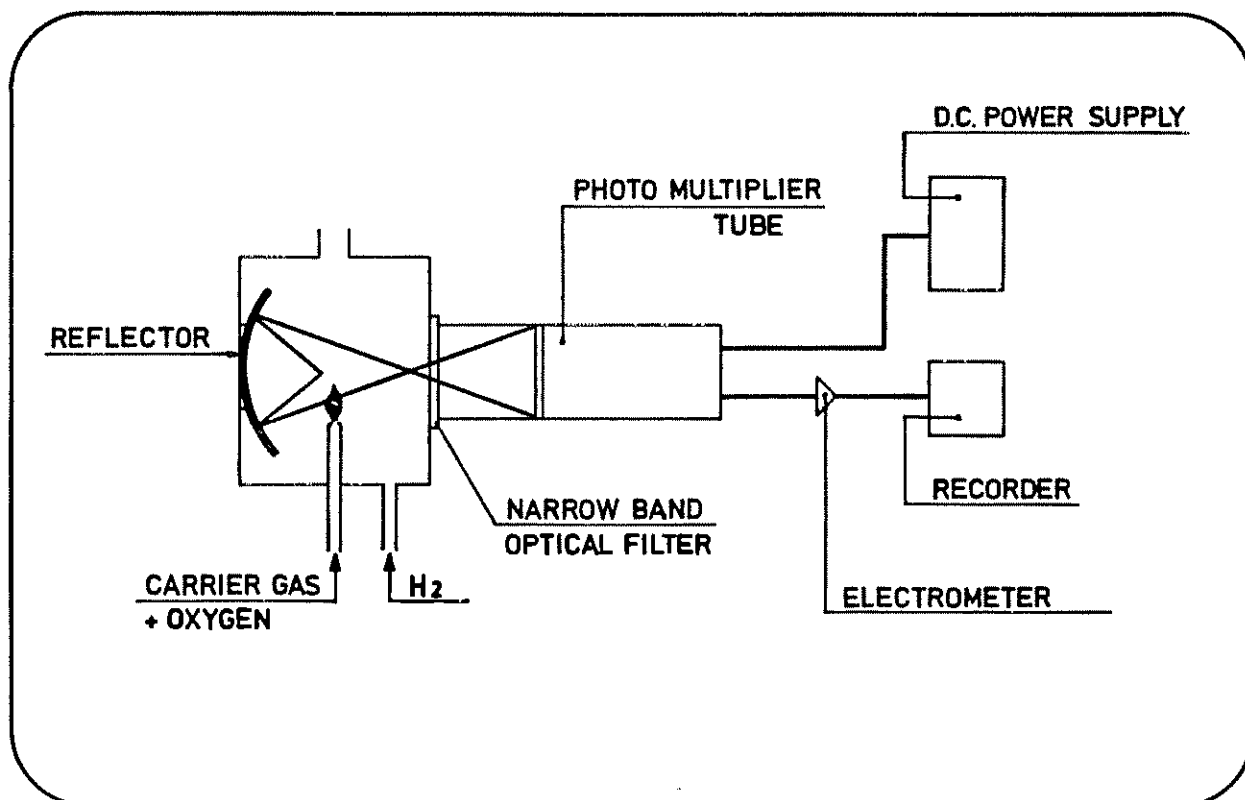 D.C. POWER SUPPLY
PHOTO MULTIPLIER
TUBE
REFLECTOR
NARROW BAND
OPTICAL FILTER
RECORDER
CARRIER GAS
+ OXYGEN
H2
ELECTROMETER